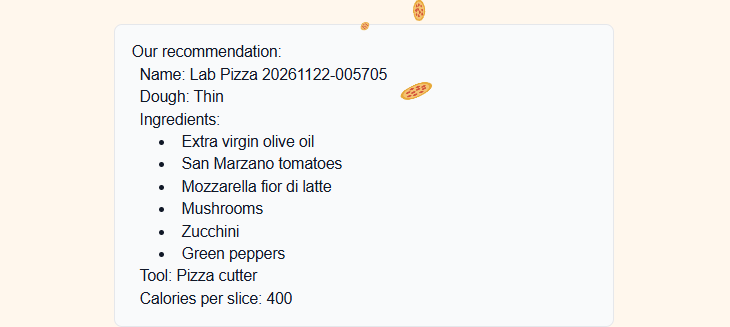 Our recommendation:
Name: Lab Pizza 20261122-005705
Dough: Thin
Ingredients:
• Extra virgin olive oil
• San Marzano tomatoes
• Mozzarella fior di latte
• Mushrooms
• Zucchini
• Green peppers
Tool: Pizza cutter
Calories per slice: 400